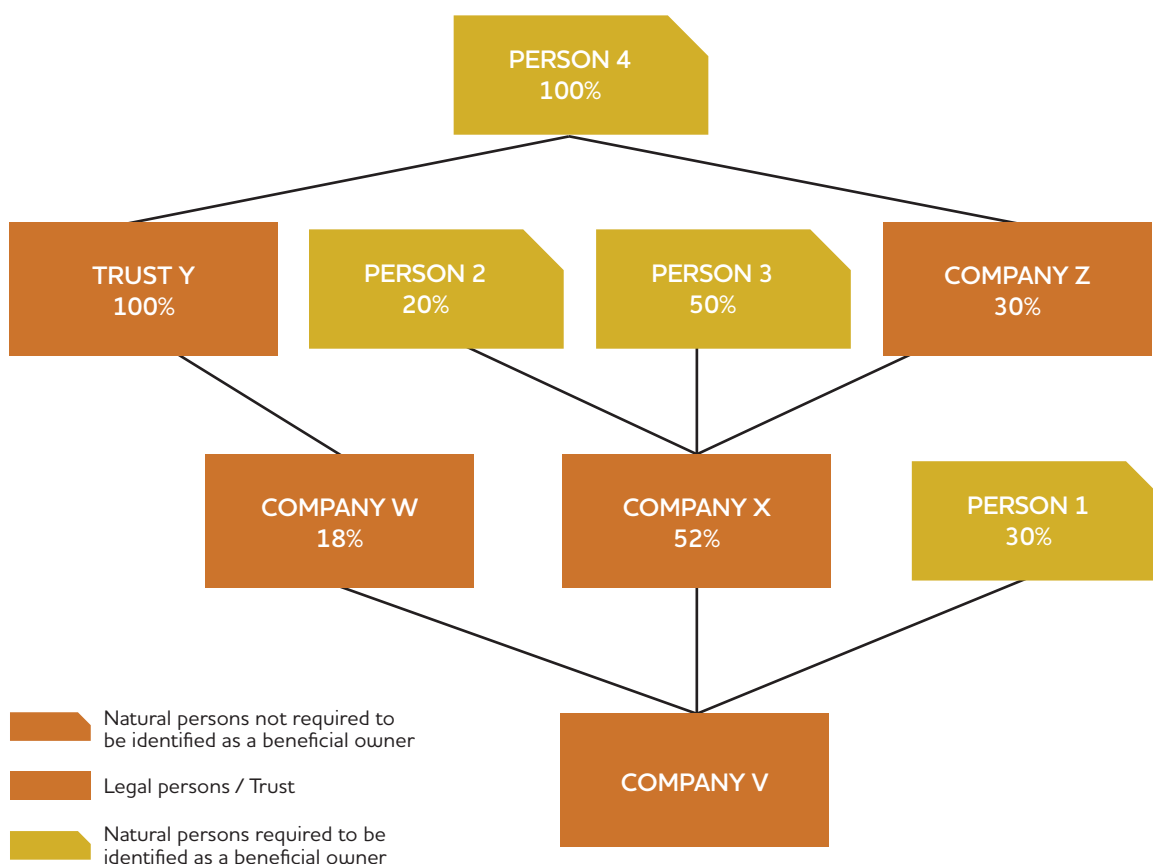 PERSON 4
100%
TRUST Y
100%
PERSON 2
20%
PERSON 3
50%
COMPANY Z
30%
COMPANY W
18%
COMPANY X
52%
PERSON 1
30%
Natural persons not required to
be identified as a beneficial owner
Legal persons / Trust
Natural persons required to be
identified as a beneficial owner
COMPANY V